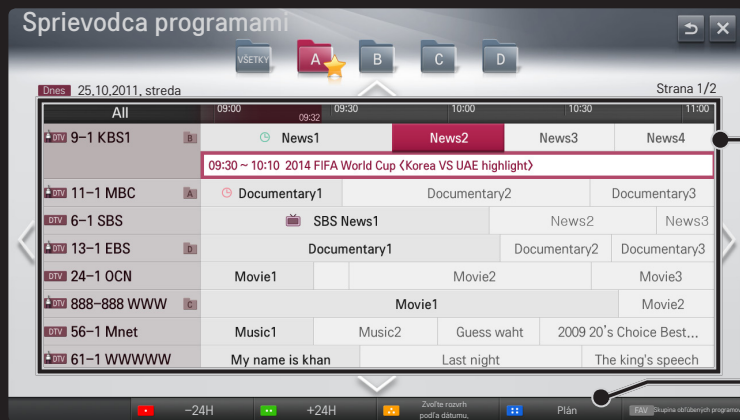 Sprievodca programami
VŠETKY A B C D
Dnes 25.10.2011, streda Strana 1/2
All 09:00 09:32 09:30 10:00 10:30 11:00
DTV 9-1 KBS1 B News1 News2 News3 News4
09:30 ~ 10:10 2014 FIFA World Cup <Korea VS UAE highlight>
DTV 11-1 MBC A Documentary1 Documentary2 Documentary3
DTV 6-1 SBS SBS News1 News2 News3
DTV 13-1 EBS D Documentary1 Documentary2 Documentary3
DTV 24-1 OCN Movie1 Movie2 Movie3
DTV 888-888 WWW C Movie1 Movie2
DTV 56-1 Mnet Music1 Music2 Guess waht 2009 20's Choice Best...
DTV 61-1 WWWWW My name is khan Last night The king's speech
-24H +24H Zvoľte rozvrh podľa dátumu, Plán FAV Skupina obľúbených programov